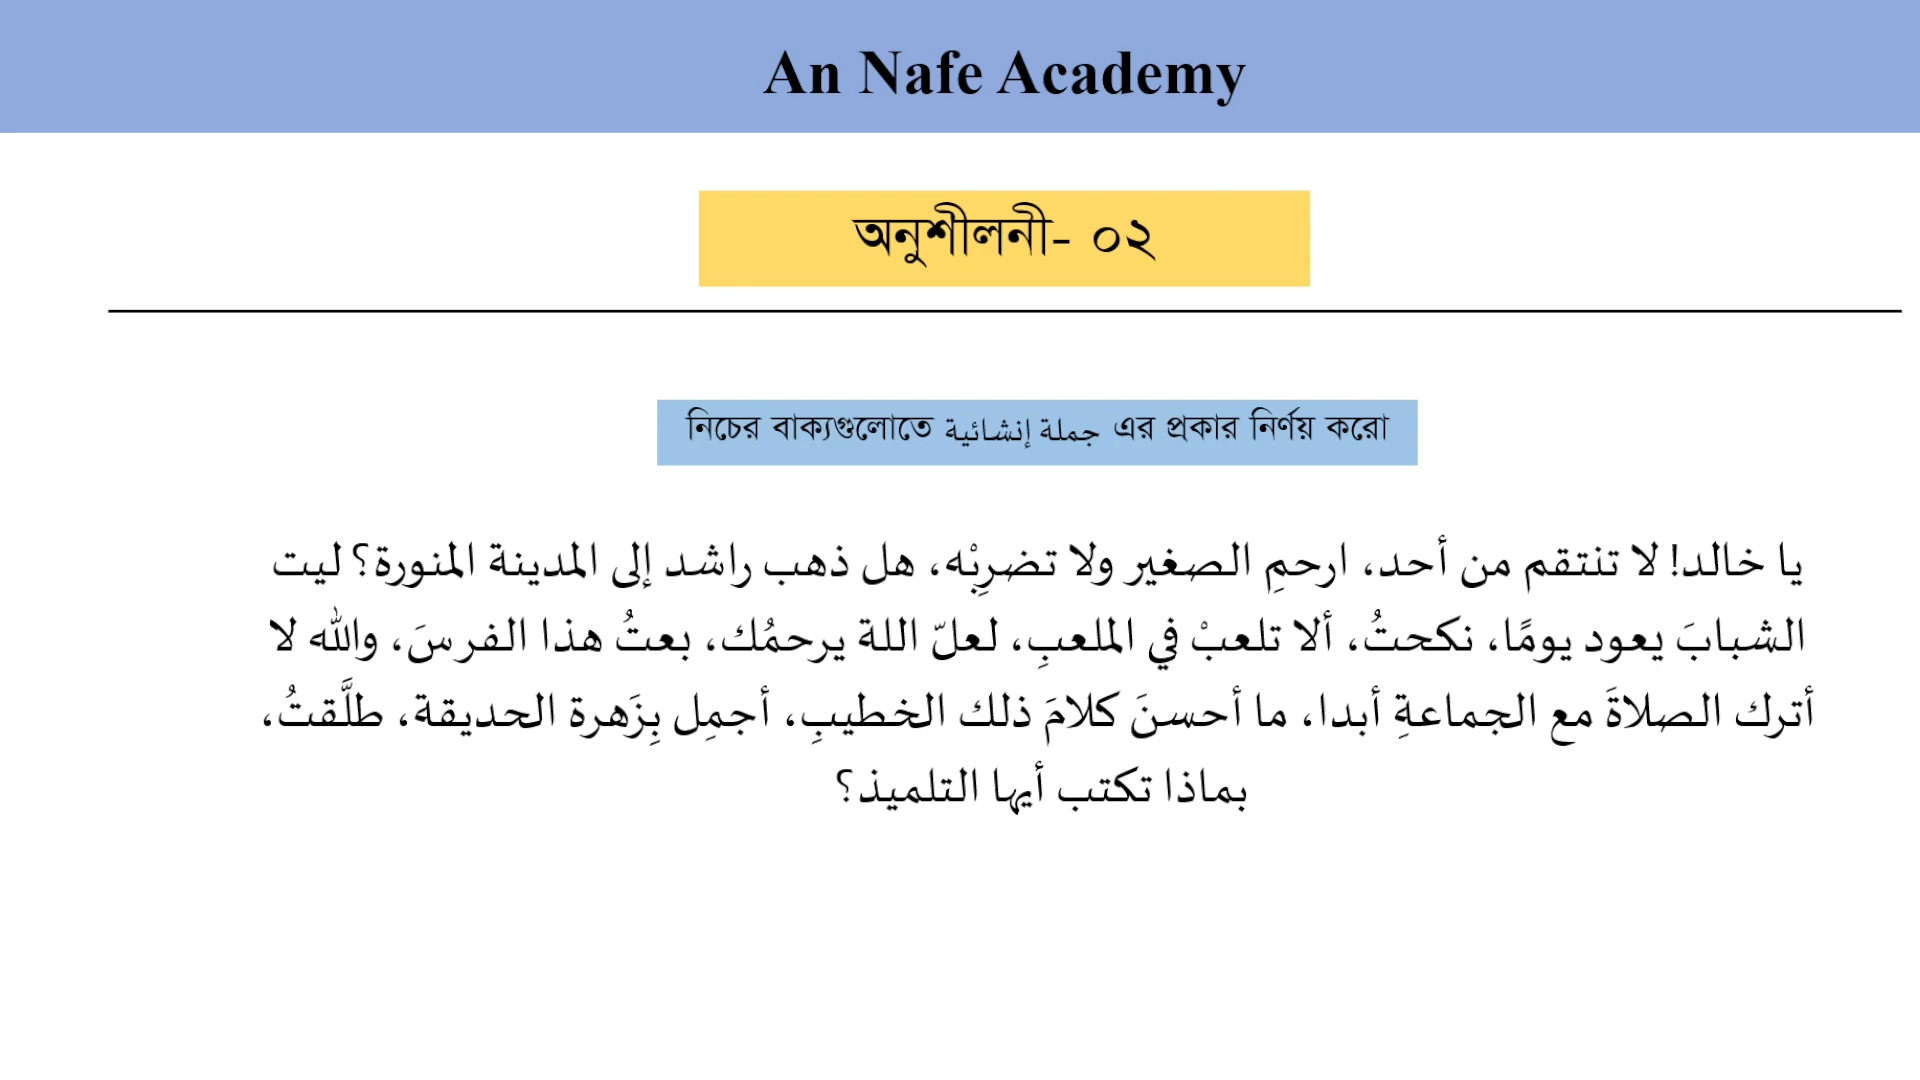 An Nafe Academy
অনুশীলনী- ০২
নিচের বাক্যগুলোতে جملة إنشائية এর প্রকার নির্ণয় করো
يا خالد! لا تنتقم من أحد، ارحمِ الصغير ولا تضرِبْه، هل ذهب راشد إلى المدينة المنورة؟ ليت
الشبابَ يعود يومًا، نكحتُ، ألا تلعبْ في الملعبِ، لعلّ اللة يرحمُك، بعتُ هذا الفرسَ، والله لا
أترك الصلاةَ مع الجماعةِ أبدا، ما أحسنَ كلامَ ذلك الخطيبِ، أجمِل بِزَهرة الحديقة، طلَّقتُ،
بماذا تكتب أيها التلميذ؟